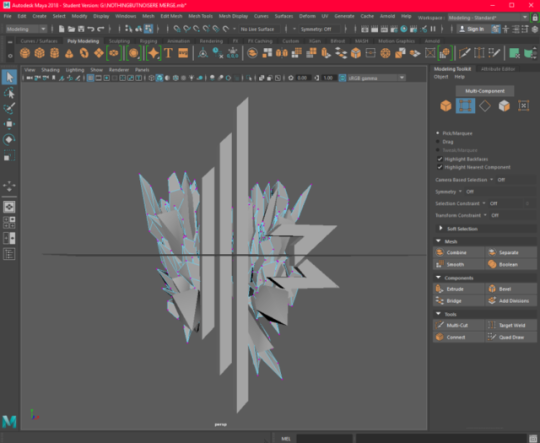 Autodesk Maya 2018 - Student Version: G:\NOTHINGBUTNOSERE MERGE.mb*
File Edit Create Select Modify Display Windows Mesh Edit Mesh Mesh Tools Mesh Display Curves Surfaces Deform UV Generate Cache Arnold Help Workspace: Modeling - Standard*
Modeling No Live Surface Symmetry: Off Sign In
Curves / Surfaces Poly Modeling Sculpting Rigging Animation Rendering FX FX Caching Custom Arnold Bifrost MASH Motion Graphics XGen
View Shading Lighting Show Renderer Panels
0.00 1.00 sRGB gamma
Modeling Toolkit Attribute Editor
Object Help
Multi-Component
Pick/Marquee
Drag
Tweak/Marquee
Highlight Backfaces
Highlight Nearest Component
Camera Based Selection Off
Symmetry Off
Selection Constraint Off
Transform Constraint Off
Soft Selection
Mesh
Combine Separate
Smooth Boolean
Components
Extrude Bevel
Bridge Add Divisions
Tools
Multi-Cut Target Weld
Connect Quad Draw
persp
MEL